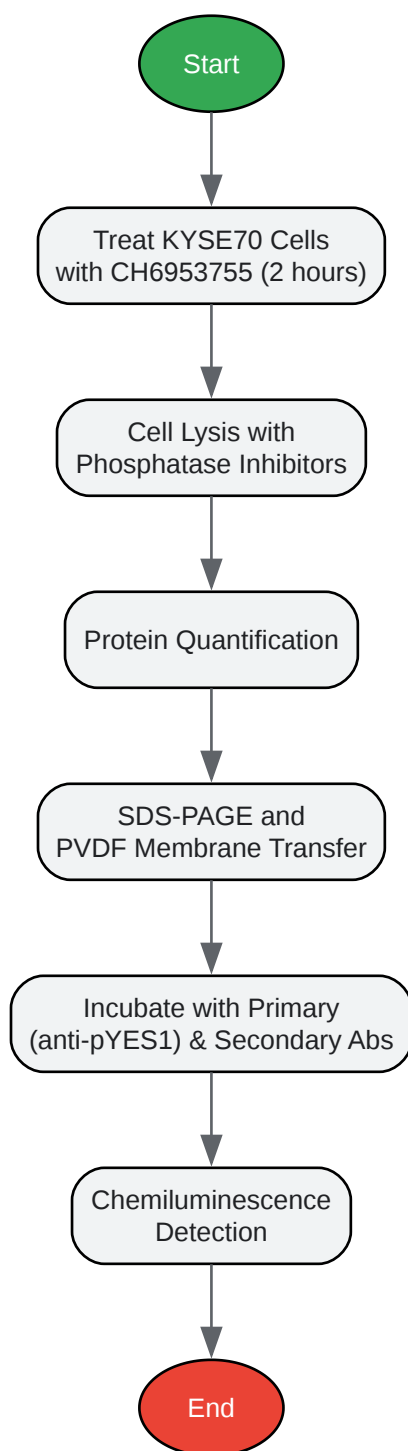 Start
Treat KYSE70 Cells
with CH6953755 (2 hours)
Cell Lysis with
Phosphatase Inhibitors
Protein Quantification
SDS-PAGE and
PVDF Membrane Transfer
Incubate with Primary
(anti-pYES1) & Secondary Abs
Chemiluminescence
Detection
End